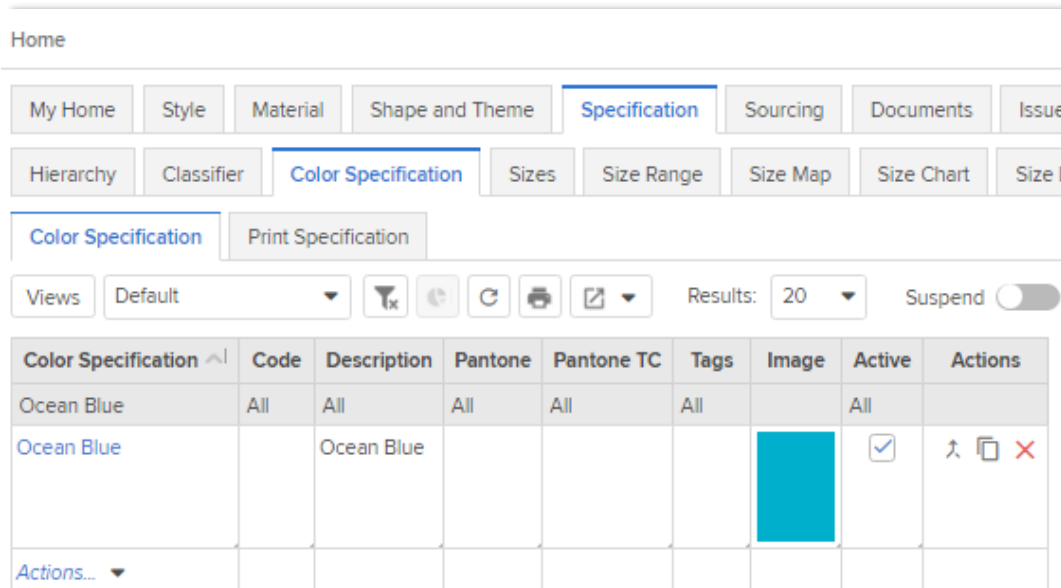 Home
My Home Style Material Shape and Theme Specification Sourcing Documents Issue
Hierarchy Classifier Color Specification Sizes Size Range Size Map Size Chart Size
Color Specification Print Specification
Views Default Results: 20 Suspend
Color Specification Code Description Pantone Pantone TC Tags Image Active Actions
Ocean Blue All All All All All All
Ocean Blue Ocean Blue
Actions...